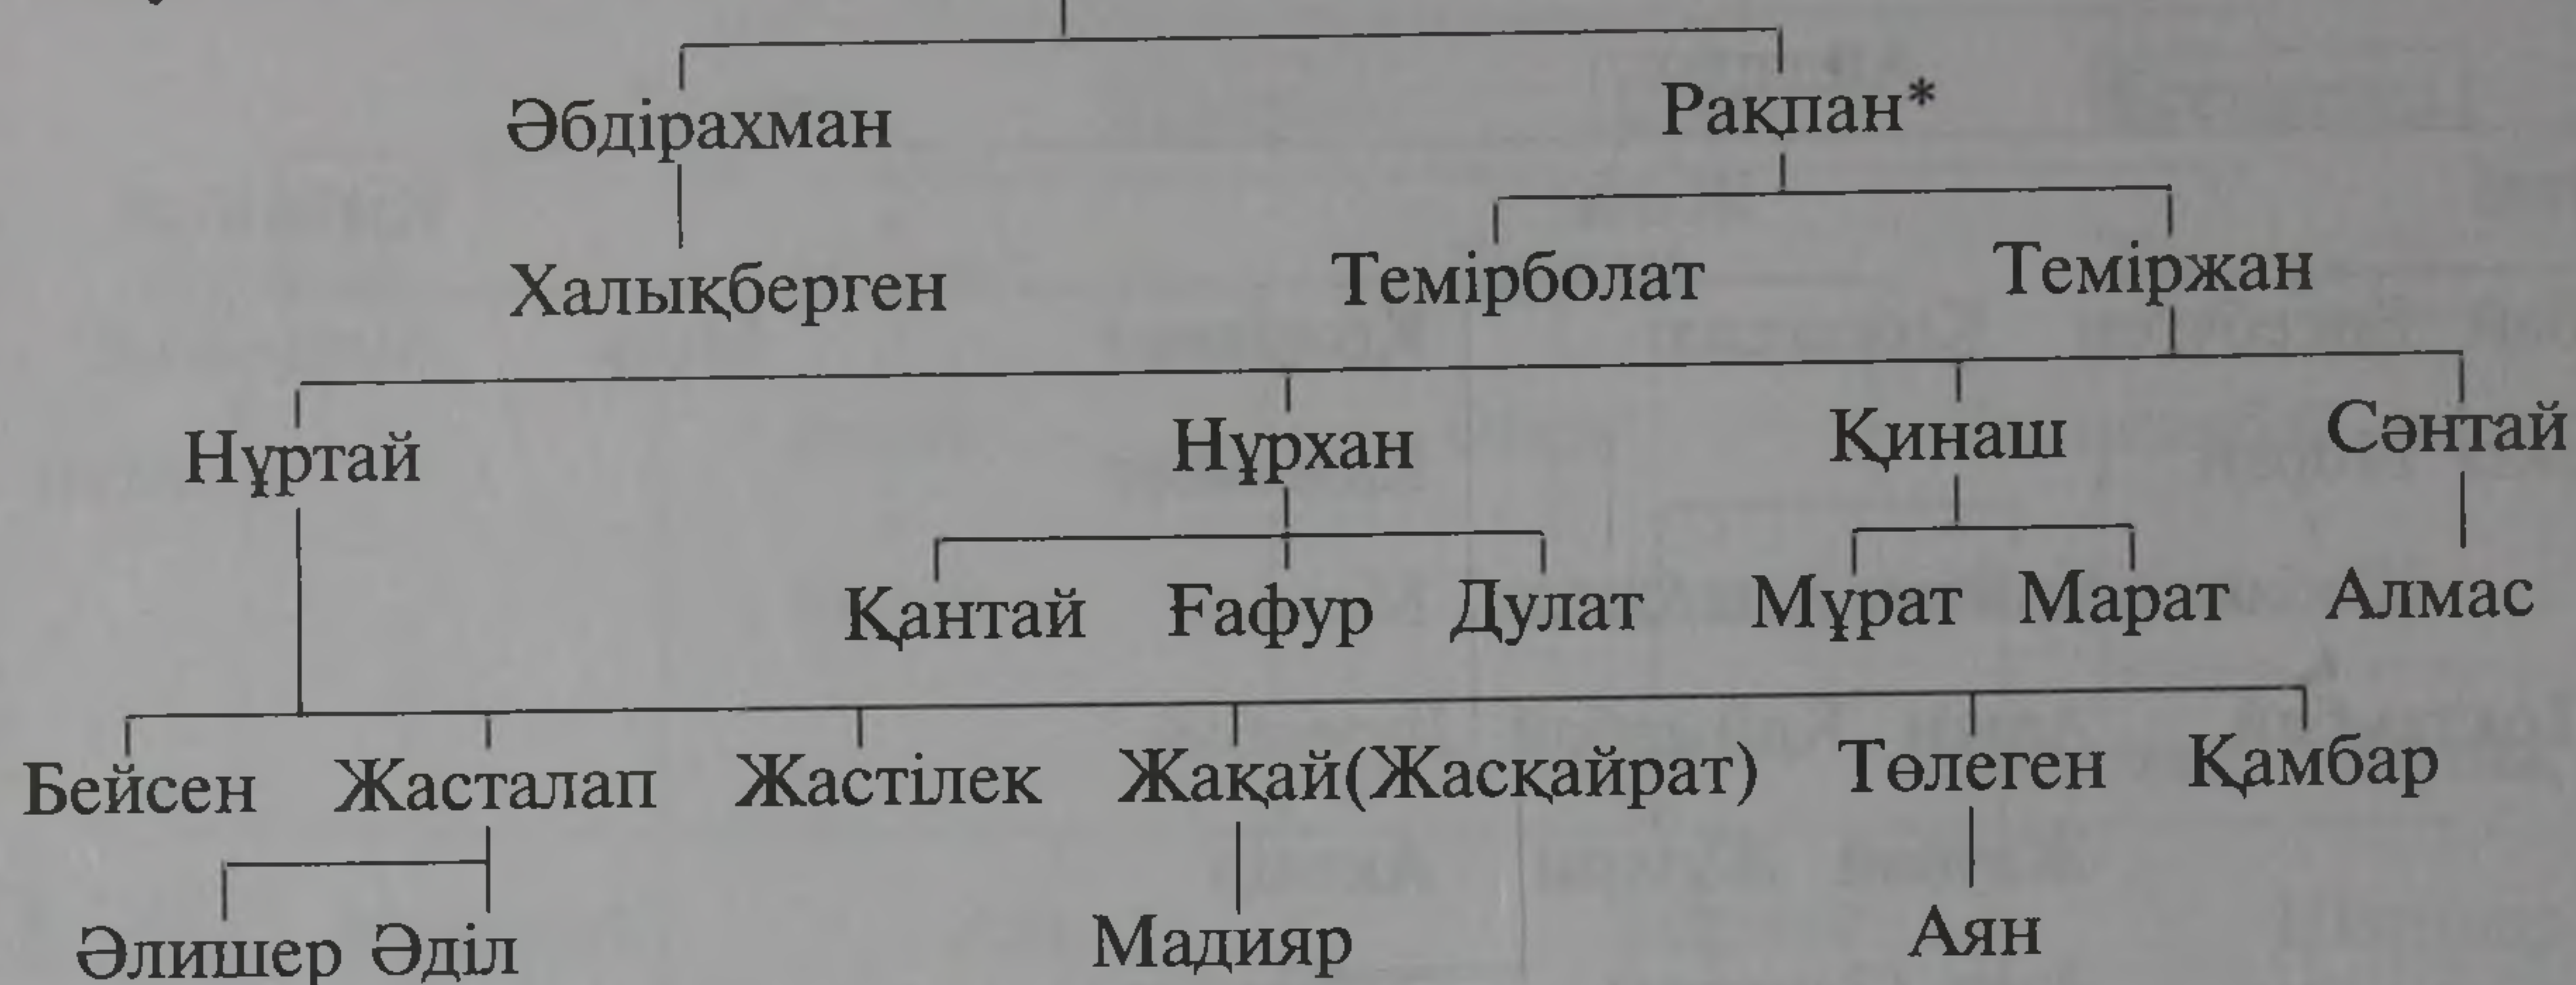 Әбдірахман Рақпан*
Халықберген Темірболат Теміржан
Нұртай Нұрхан Қинаш Сәнтай
Қантай Ғафур Дулат Мұрат Марат Алмас
Бейсен Жасталап Жастілек Жақай(Жасқайрат) Төлеген Қамбар
Әлишер Әділ Мадияр Аян